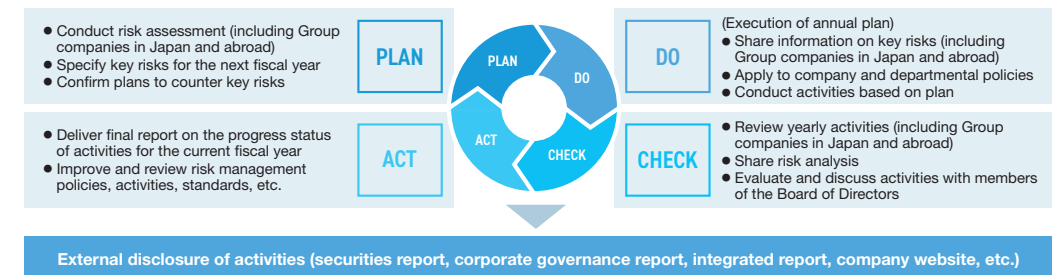 ● Conduct risk assessment (including Group
companies in Japan and abroad)
● Specify key risks for the next fiscal year
● Confirm plans to counter key risks
PLAN
PLAN
DO
DO
(Execution of annual plan)
● Share information on key risks (including
Group companies in Japan and abroad)
● Apply to company and departmental policies
● Conduct activities based on plan
● Deliver final report on the progress status
of activities for the current fiscal year
● Improve and review risk management
policies, activities, standards, etc.
ACT
ACT
CHECK
CHECK
● Review yearly activities (including Group
companies in Japan and abroad)
● Share risk analysis
● Evaluate and discuss activities with members
of the Board of Directors
External disclosure of activities (securities report, corporate governance report, integrated report, company website, etc.)